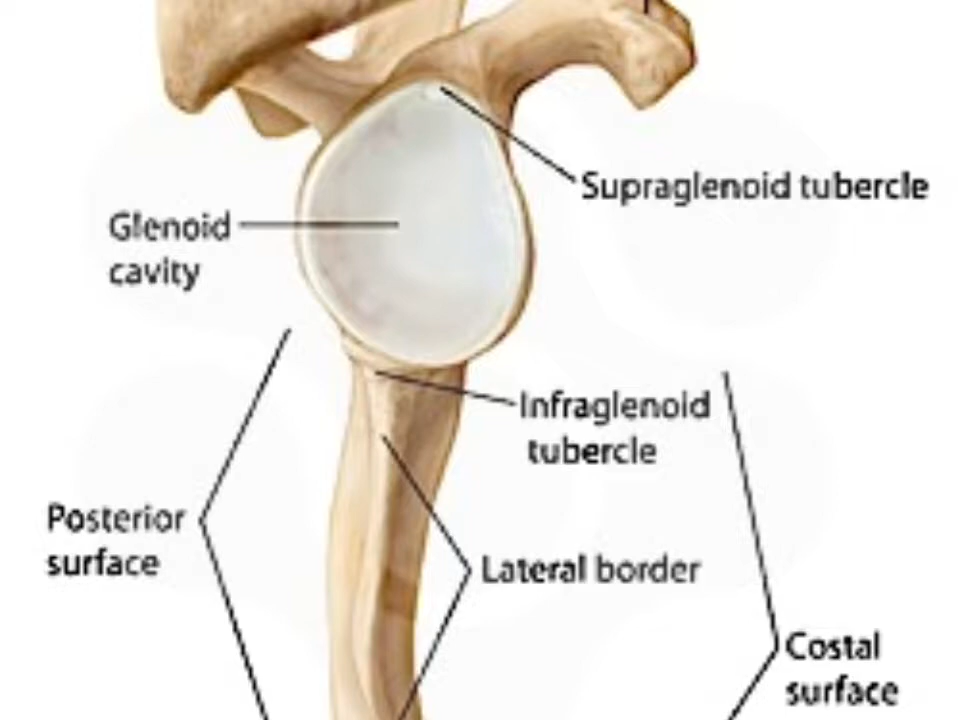 Supraglenoid tubercle
Glenoid
cavity
Infraglenoid
tubercle
Posterior
surface
Lateral border
Costal
surface